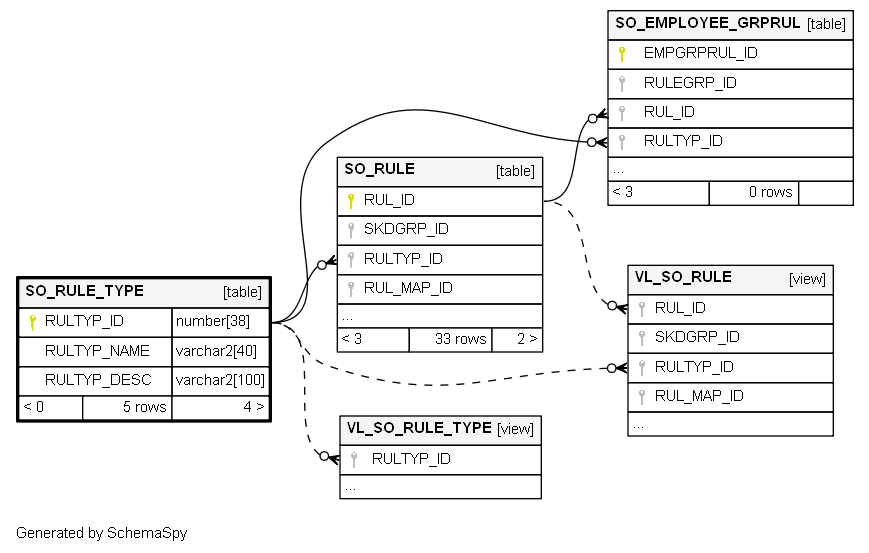 SO_EMPLOYEE_GRPRUL [table]
EMPGRPRUL_ID
RULEGRP_ID
RUL_ID
RULTYP_ID
...
< 3 0 rows
SO_RULE [table]
RUL_ID
SKDGRP_ID
RULTYP_ID
RUL_MAP_ID
...
< 3 33 rows 2 >
SO_RULE_TYPE [table]
RULTYP_ID number[38]
RULTYP_NAME varchar2[40]
RULTYP_DESC varchar2[100]
< 0 5 rows 4 >
VL_SO_RULE [view]
RUL_ID
SKDGRP_ID
RULTYP_ID
RUL_MAP_ID
...
VL_SO_RULE_TYPE [view]
RULTYP_ID
...
Generated by SchemaSpy